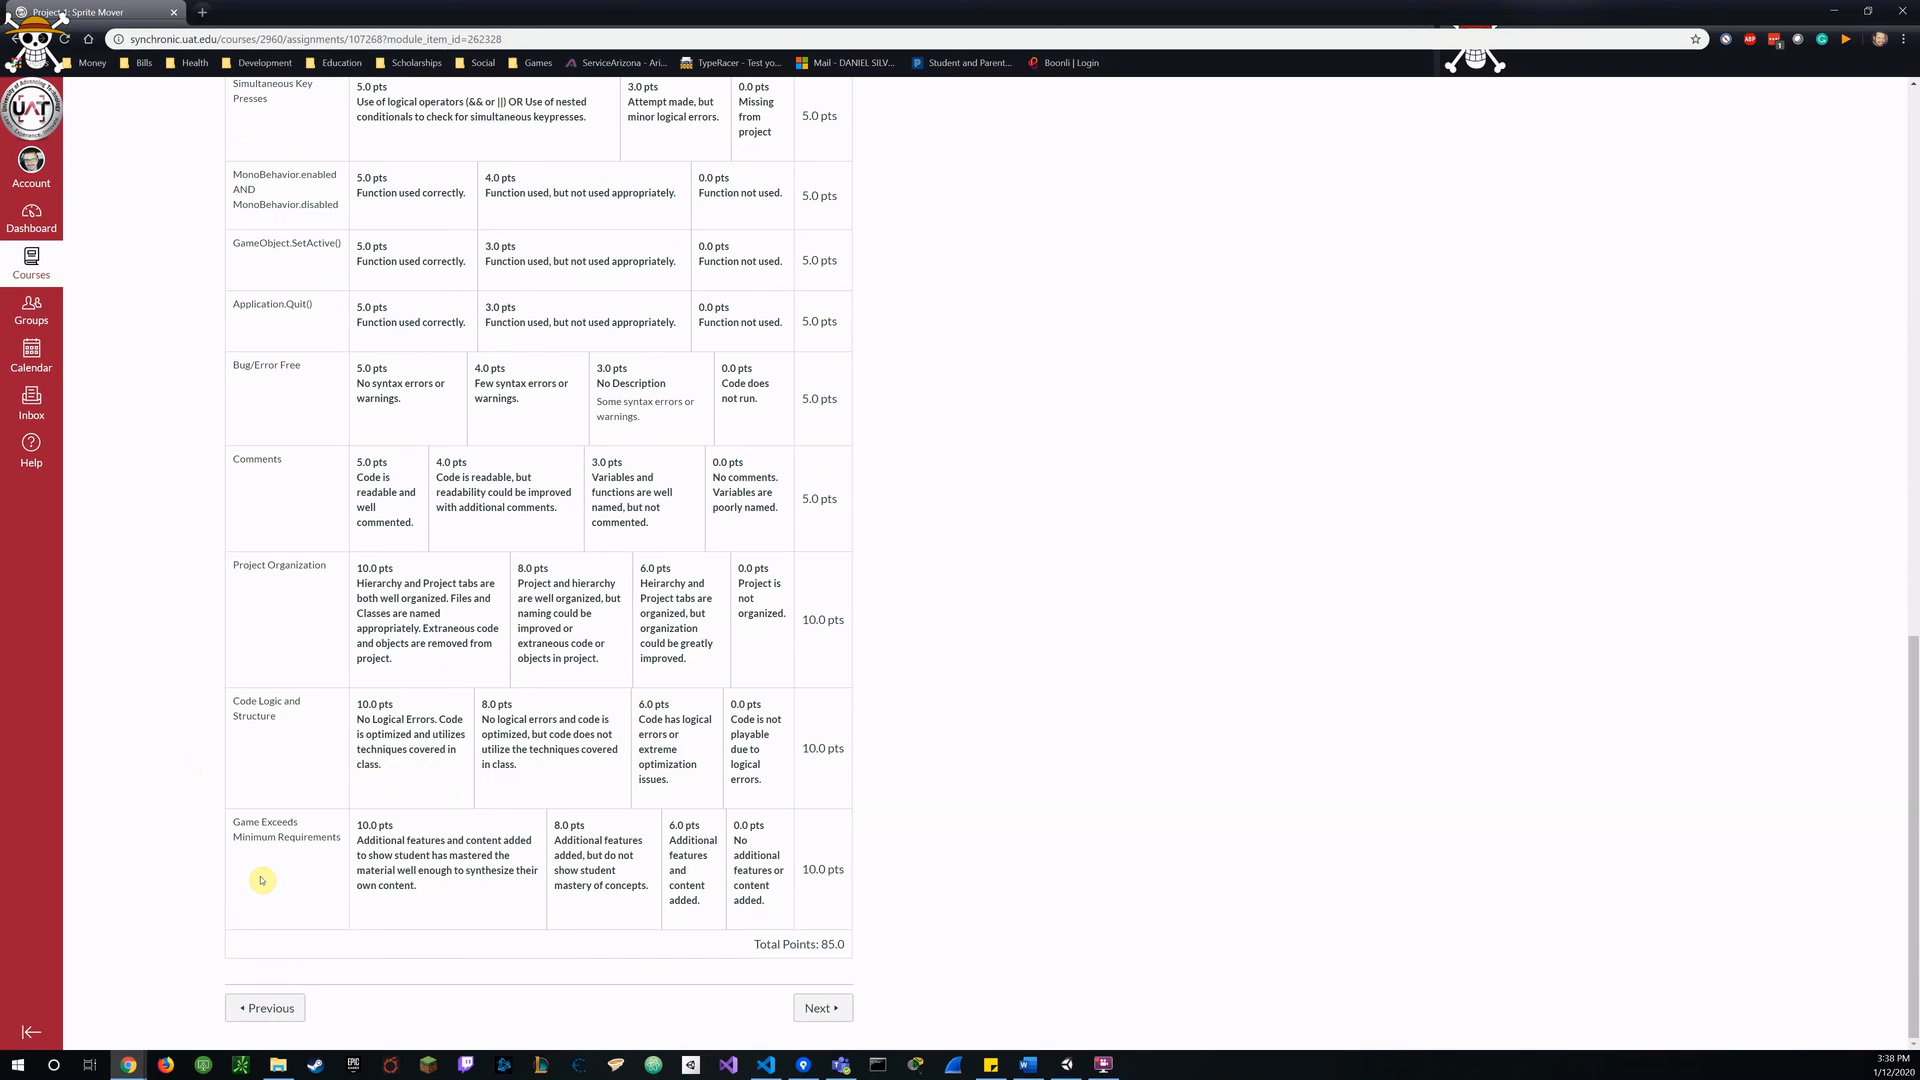 Project 1: Sprite Mover
synchronic.uat.edu/courses/2960/assignments/107268?module_item_id=262328
Money
Bills
Health
Development
Education
Scholarships
Social
Games
ServiceArizona - Ari...
TypeRacer - Test yo...
Mail - DANIEL SILV...
Student and Parent...
Boonli | Login
UAT
Account
Dashboard
Courses
Groups
Calendar
Inbox
Help
Simultaneous Key
Presses
5.0 pts
Use of logical operators (&& or ||) OR Use of nested
conditionals to check for simultaneous keypresses.
3.0 pts
Attempt made, but
minor logical errors.
0.0 pts
Missing
from
project
5.0 pts
MonoBehavior.enabled
AND
MonoBehavior.disabled
5.0 pts
Function used correctly.
4.0 pts
Function used, but not used appropriately.
0.0 pts
Function not used.
5.0 pts
GameObject.SetActive()
5.0 pts
Function used correctly.
3.0 pts
Function used, but not used appropriately.
0.0 pts
Function not used.
5.0 pts
Application.Quit()
5.0 pts
Function used correctly.
3.0 pts
Function used, but not used appropriately.
0.0 pts
Function not used.
5.0 pts
Bug/Error Free
5.0 pts
No syntax errors or
warnings.
4.0 pts
Few syntax errors or
warnings.
3.0 pts
No Description
Some syntax errors or
warnings.
0.0 pts
Code does
not run.
5.0 pts
Comments
5.0 pts
Code is
readable and
well
commented.
4.0 pts
Code is readable, but
readability could be improved
with additional comments.
3.0 pts
Variables and
functions are well
named, but not
commented.
0.0 pts
No comments.
Variables are
poorly named.
5.0 pts
Project Organization
10.0 pts
Hierarchy and Project tabs are
both well organized. Files and
Classes are named
appropriately. Extraneous code
and objects are removed from
project.
8.0 pts
Project and hierarchy
are well organized, but
naming could be
improved or
extraneous code or
objects in project.
6.0 pts
Heirarchy and
Project tabs are
organized, but
organization
could be greatly
improved.
0.0 pts
Project is
not
organized.
10.0 pts
Code Logic and
Structure
10.0 pts
No Logical Errors. Code
is optimized and utilizes
techniques covered in
class.
8.0 pts
No logical errors and code is
optimized, but code does not
utilize the techniques covered
in class.
6.0 pts
Code has logical
errors or
extreme
optimization
issues.
0.0 pts
Code is not
playable
due to
logical
errors.
10.0 pts
Game Exceeds
Minimum Requirements
10.0 pts
Additional features and content added
to show student has mastered the
material well enough to synthesize their
own content.
8.0 pts
Additional features
added, but do not
show student
mastery of concepts.
6.0 pts
Additional
features
and
content
added.
0.0 pts
No
additional
features or
content
added.
10.0 pts
Total Points: 85.0
Previous
Next
3:38 PM
1/12/2020